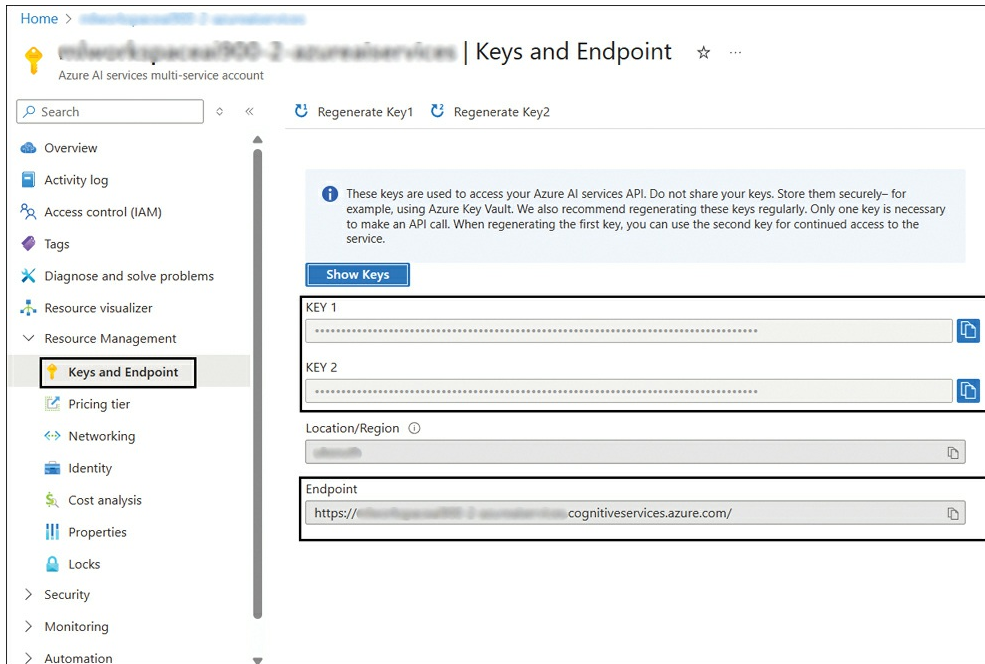 Home >
| Keys and Endpoint
Azure AI services multi-service account
Search
Regenerate Key1
Regenerate Key2
Overview
Activity log
Access control (IAM)
Tags
Diagnose and solve problems
Resource visualizer
Resource Management
Keys and Endpoint
Pricing tier
Networking
Identity
Cost analysis
Properties
Locks
Security
Monitoring
Automation
These keys are used to access your Azure AI services API. Do not share your keys. Store them securely– for
example, using Azure Key Vault. We also recommend regenerating these keys regularly. Only one key is necessary
to make an API call. When regenerating the first key, you can use the second key for continued access to the
service.
Show Keys
KEY 1
KEY 2
Location/Region
Endpoint
https:// .cognitiveservices.azure.com/